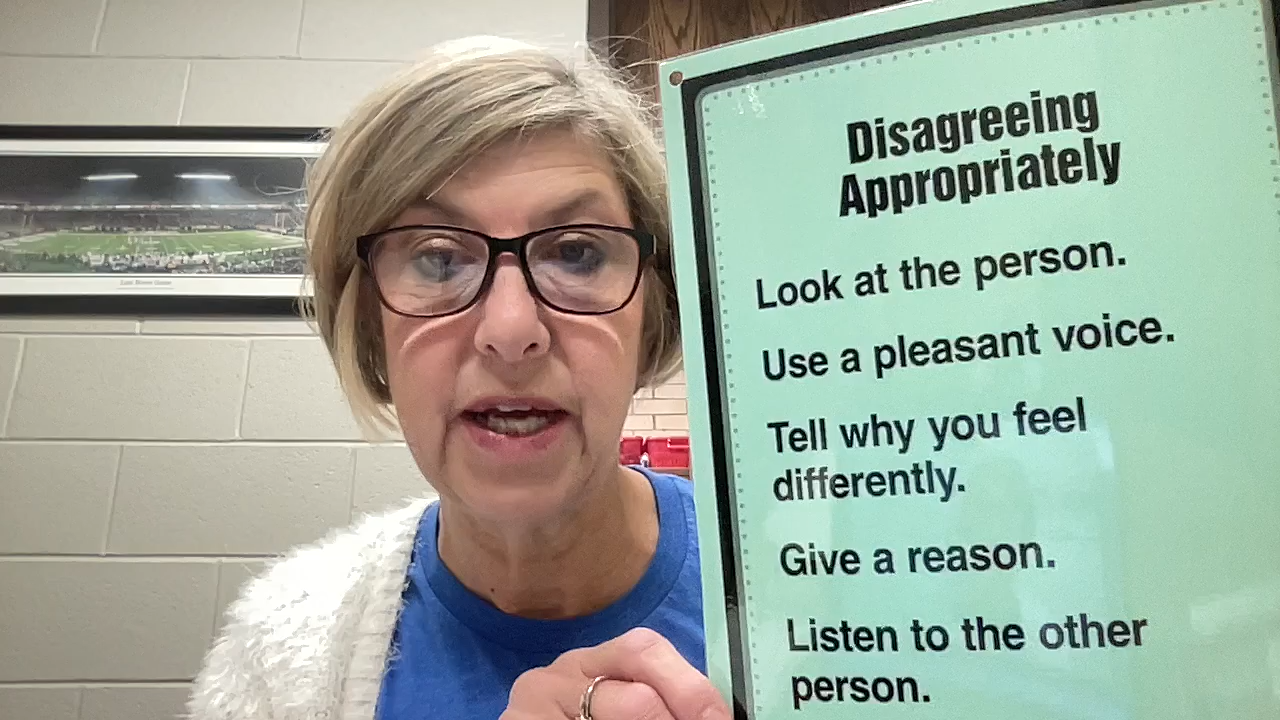 Disagreeing
Appropriately
Look at the person.
Use a pleasant voice.
Tell why you feel
differently.
Give a reason.
Listen to the other
person.